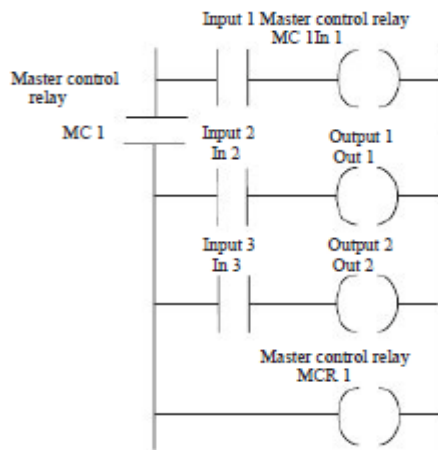 Input 1 Master control relay
MC 1In 1
Master control
relay
MC 1
Input 2
In 2
Output 1
Out 1
Input 3
In 3
Output 2
Out 2
Master control relay
MCR 1